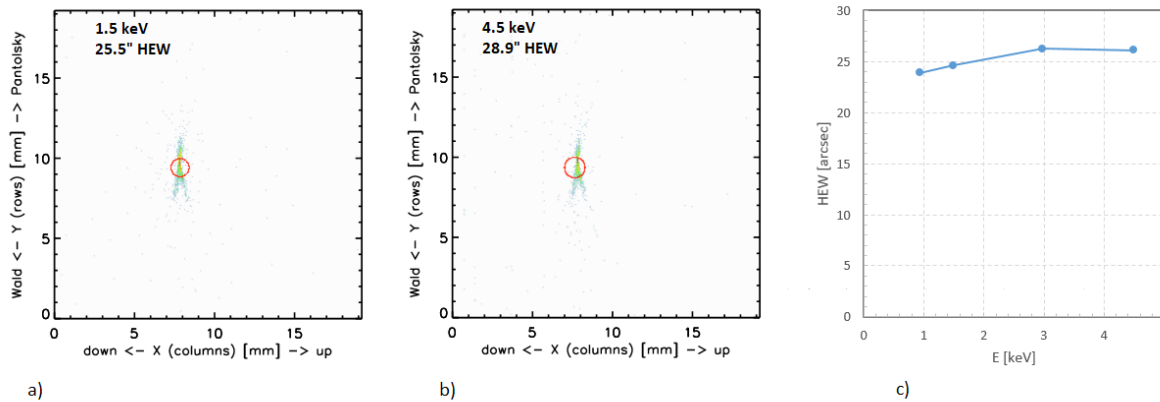 1.5 keV
25.5" HEW
Wald <- Y (rows) [mm] -> Pantolsky
15
10
5
0
0 5 10 15
down <- X (columns) [mm] -> up
a)
4.5 keV
28.9" HEW
Wald <- Y (rows) [mm] -> Pantolsky
15
10
5
0
0 5 10 15
down <- X (columns) [mm] -> up
b)
HEW [arcsec]
30
25
20
15
10
5
0
0 1 2 3 4
E [keV]
c)